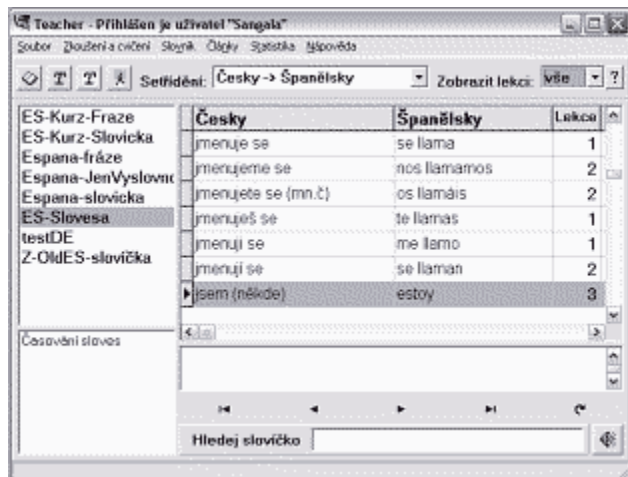 Teacher - Přihlášen je uživatel "Sangala"
Soubor Zkoušení a cvičení Slovník Články Statistika Nápověda
Setřídění: Česky -> Španělsky Zobrazit lekci: vše ?
ES-Kurz-Fraze
ES-Kurz-Slovicka
Espana-fráze
Espana-JenVyslovno
Espana-slovicka
ES-Slovesa
testDE
Z-OldES-slovíčka
Česky Španělsky Lekce
jmenuje se se llama 1
jmenujeme se nos llamamos 2
jmenujete se (mn.č) os llamáis 2
jmenuješ se te llamas 1
jmenuji se me llamo 1
jmenují se se llaman 2
jsem (někde) estoy 3
Časování sloves
Hledej slovíčko